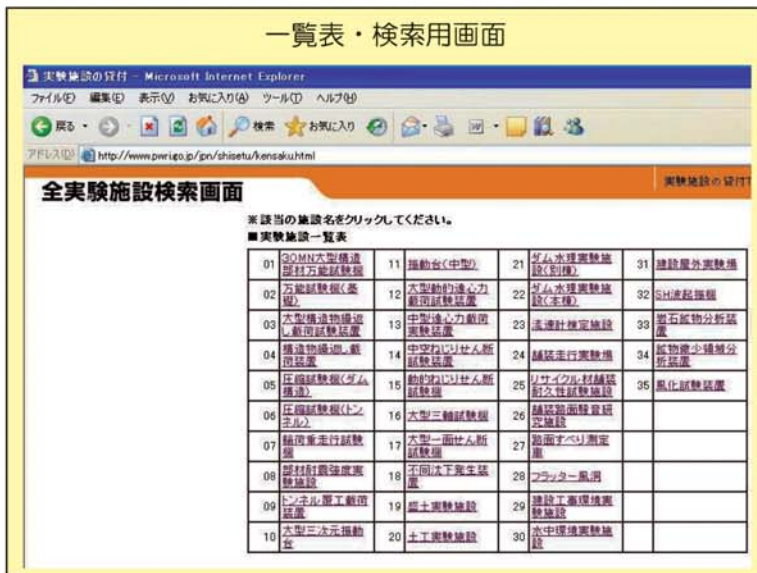 一覧表・検索用画面
実験施設の貸付 - Microsoft Internet Explorer
ファイル(F) 編集(E) 表示(V) お気に入り(A) ツール(T) ヘルプ(H)
戻る 検索 お気に入り
アドレス(D) http://www.pwri.go.jp/jpn/shisetu/kensaku.html
全実験施設検索画面
実験施設の貸付
※該当の施設名をクリックしてください。
■実験施設一覧表
01 30MN大型構造部材万能試験機 11 振動台(中型) 21 ダム水理実験施設(別棟) 31 建設屋外実験場
02 万能試験機(基礎) 12 大型動的遠心力載荷試験装置 22 ダム水理実験施設(本棟) 32 SH波起振機
03 大型構造物繰返し載荷試験装置 13 中型遠心力載荷実験装置 23 流速計検定施設 33 岩石鉱物分析装置
04 構造物繰返し載荷装置 14 中空ねじりせん断試験装置 24 舗装走行実験場 34 鉱物微少領域分析装置
05 圧縮試験機(ダム構造) 15 動的ねじりせん断試験機 25 リサイクル材舗装耐久性試験施設 35 風化試験装置
06 圧縮試験機(トンネル) 16 大型三軸試験機 26 舗装路面騒音研究施設
07 輪荷重走行試験機 17 大型一面せん断試験機 27 路面すべり測定車
08 部材耐震強度実験施設 18 不同沈下発生装置 28 フラッター風洞
09 トンネル覆工載荷装置 19 盛土実験施設 29 建設工事環境実験施設
10 大型三次元振動台 20 土工実験施設 30 水中環境実験施設